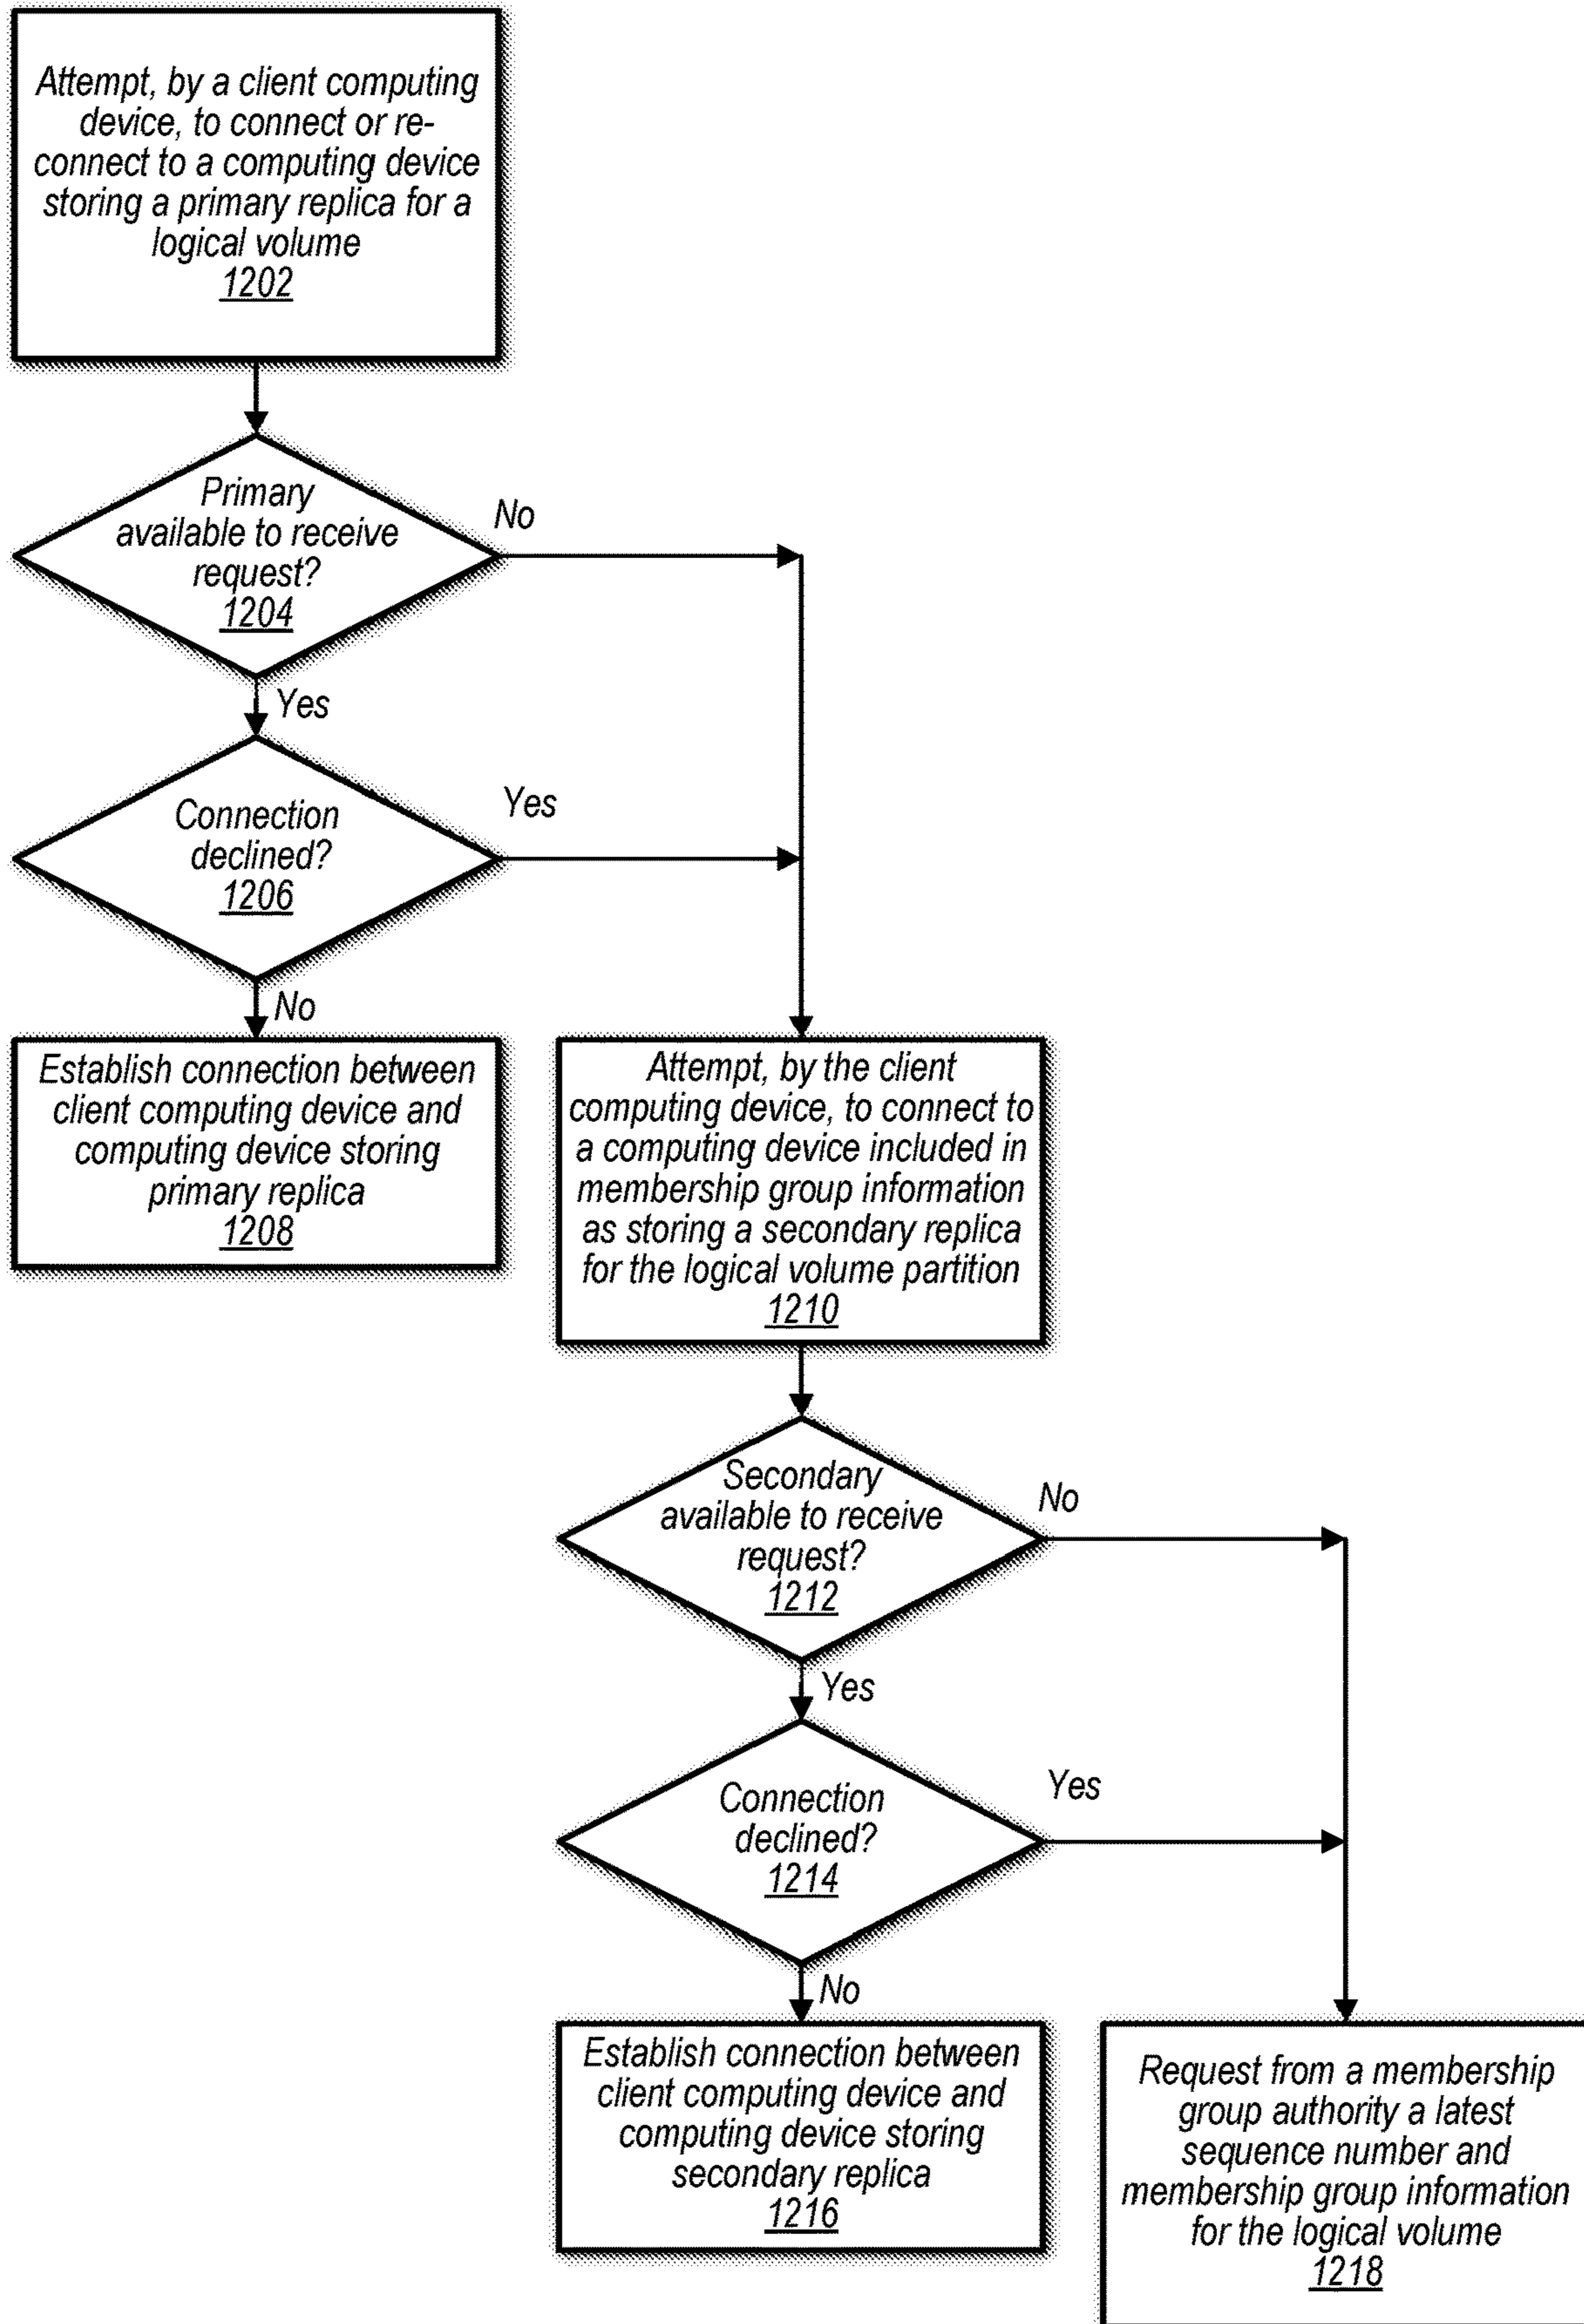 Attempt, by a client computing
device, to connect or re-
connect to a computing device
storing a primary replica for a
logical volume
1202
Primary
available to receive
request?
1204
No
Yes
Connection
declined?
1206
Yes
No
Establish connection between
client computing device and
computing device storing
primary replica
1208
Attempt, by the client
computing device, to connect to
a computing device included in
membership group information
as storing a secondary replica
for the logical volume partition
1210
Secondary
available to receive
request?
1212
No
Yes
Connection
declined?
1214
Yes
No
Establish connection between
client computing device and
computing device storing
secondary replica
1216
Request from a membership
group authority a latest
sequence number and
membership group information
for the logical volume
1218